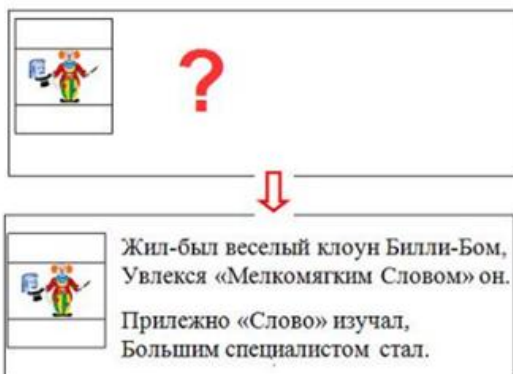 ?
Жил-был веселый клоун Билли-Бом,
Увлекся «Мелкомягким Словом» он.
Прилежно «Слово» изучал,
Большим специалистом стал.